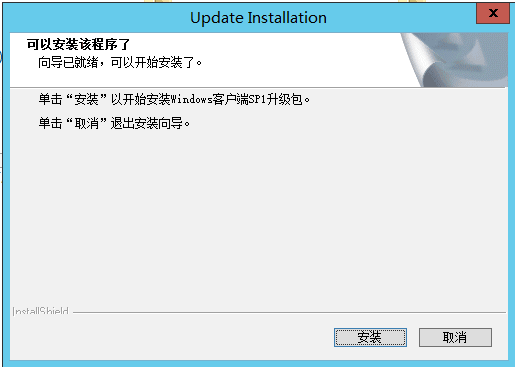 Update Installation
可以安装该程序了
向导已就绪，可以开始安装了。
单击“安装”以开始安装Windows客户端SP1升级包。
单击“取消”退出安装向导。
InstallShield
安装
取消